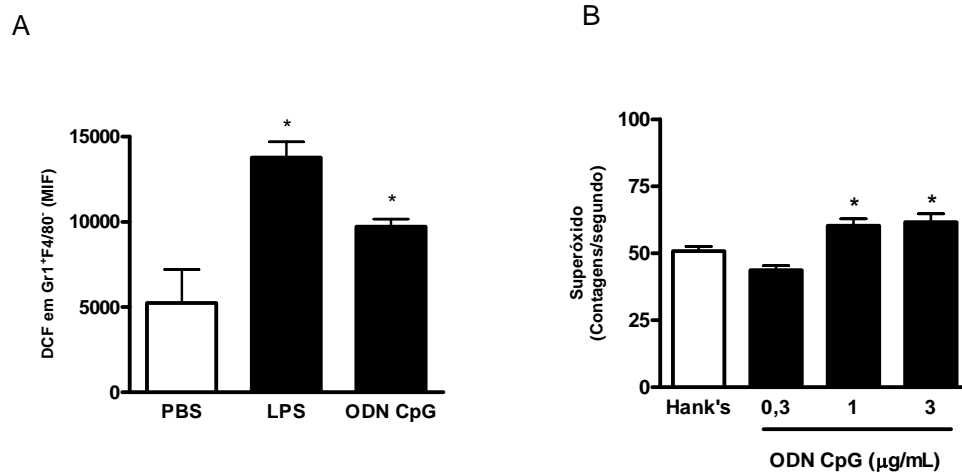 A
DCF em Gr1⁺F4/80⁻ (MIF)
15000
10000
5000
0
*
*
PBS LPS ODN CpG
B
Superóxido
(Contagens/segundo)
100
75
50
25
0
*
*
Hank's 0,3 1 3
ODN CpG (µg/mL)